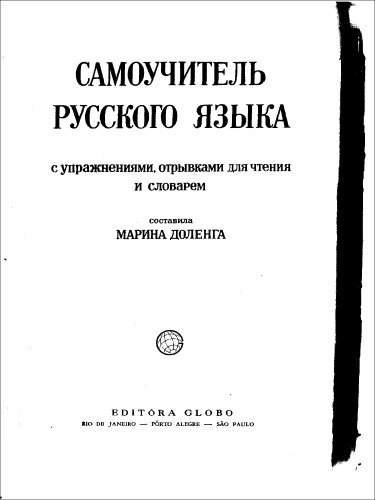 САМОУЧИТЕЛЬ
РУССКОГО ЯЗЫКА
с упражнениями, отрывками для чтения
и словарем
составила
МАРИНА ДОЛЕНГА
EDITÔRA GLOBO
RIO DE JANEIRO — PÔRTO ALEGRE — SÃO PAULO